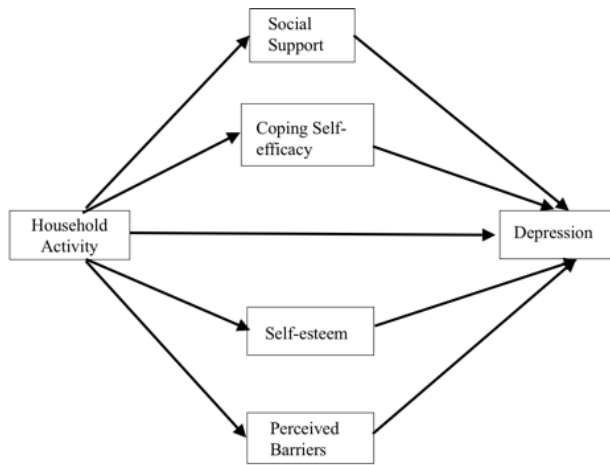 Social
Support
Coping Self-
efficacy
Household
Activity
Depression
Self-esteem
Perceived
Barriers